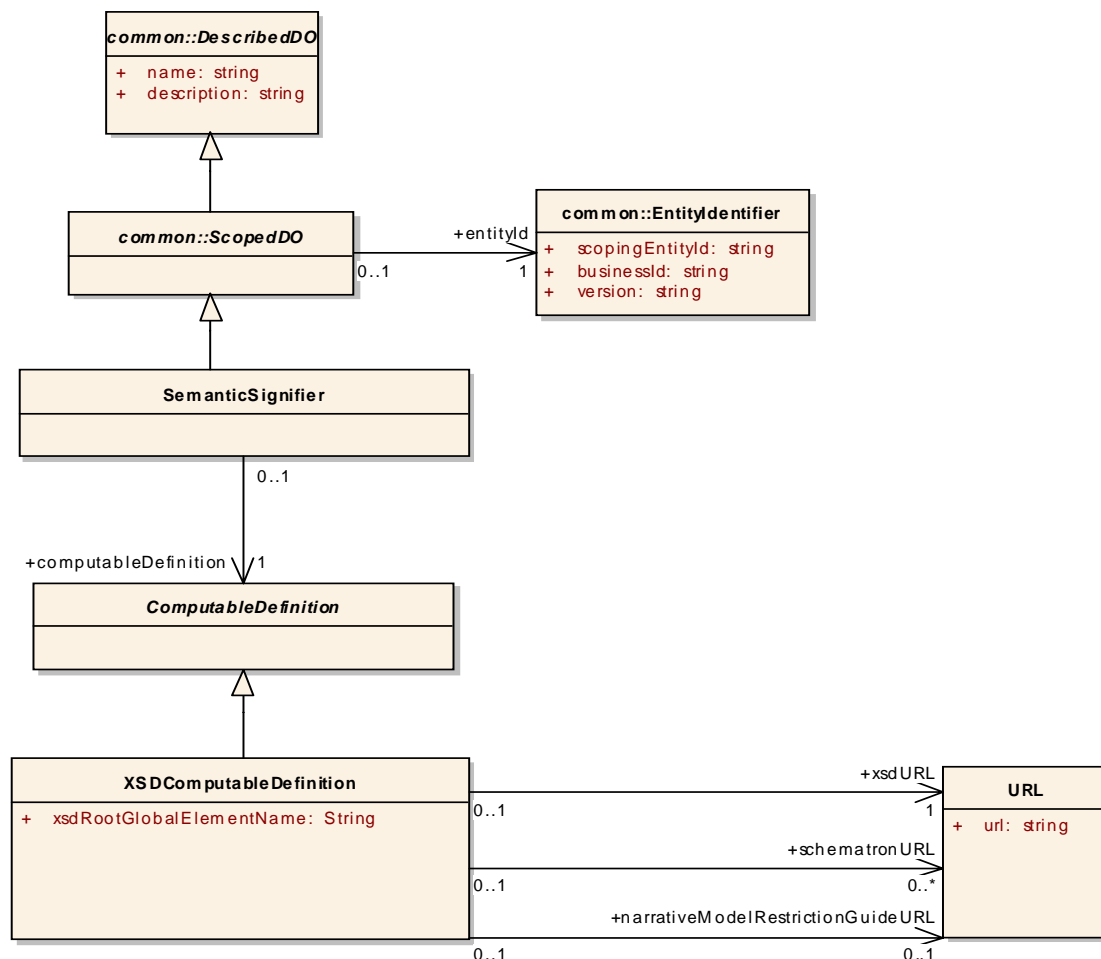 common::DescribedDO
+ name: string
+ description: string
common::ScopedDO
+entityId
0..1
1
common::EntityIdentifier
+ scopingEntityId: string
+ businessId: string
+ version: string
SemanticSignifier
0..1
+computableDefinition
1
ComputableDefinition
XSDComputableDefinition
+ xsdRootGlobalElementName: String
+xsdURL
0..1
1
+schematronURL
0..1
0..*
+narrativeModelRestrictionGuideURL
0..1
0..1
URL
+ url: string